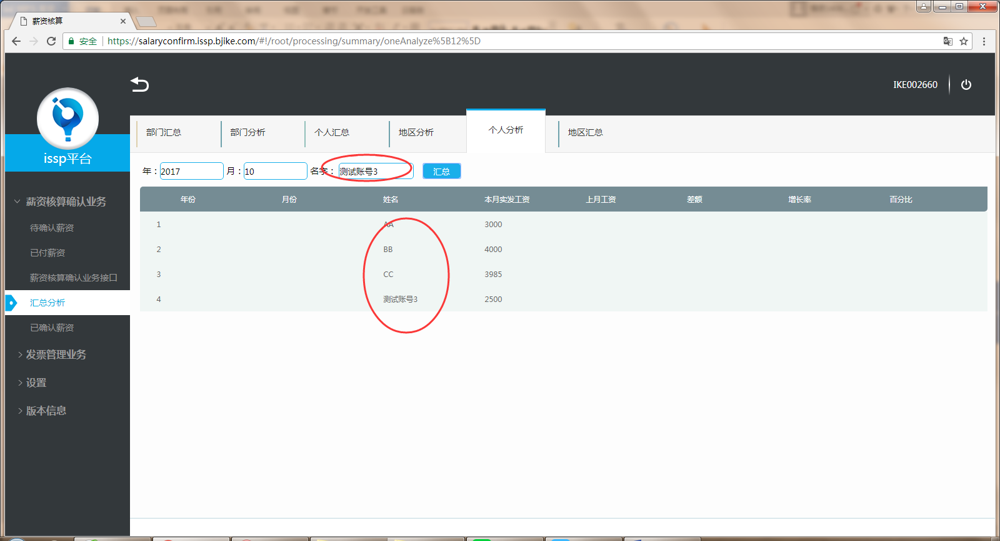 薪资核算
安全 https://salaryconfirm.issp.bjike.com/#!/root/processing/summary/oneAnalyze%5B12%5D
IKE002660
issp平台
薪资核算确认业务
待确认薪资
已付薪资
薪资核算确认业务接口
汇总分析
已确认薪资
发票管理业务
设置
版本信息
部门汇总 部门分析 个人汇总 地区分析 个人分析 地区汇总
年：2017 月：10 名字：测试账号3 汇总
年份 月份 姓名 本月实发工资 上月工资 差额 增长率 百分比
1 AA 3000
2 BB 4000
3 CC 3985
4 测试账号3 2500